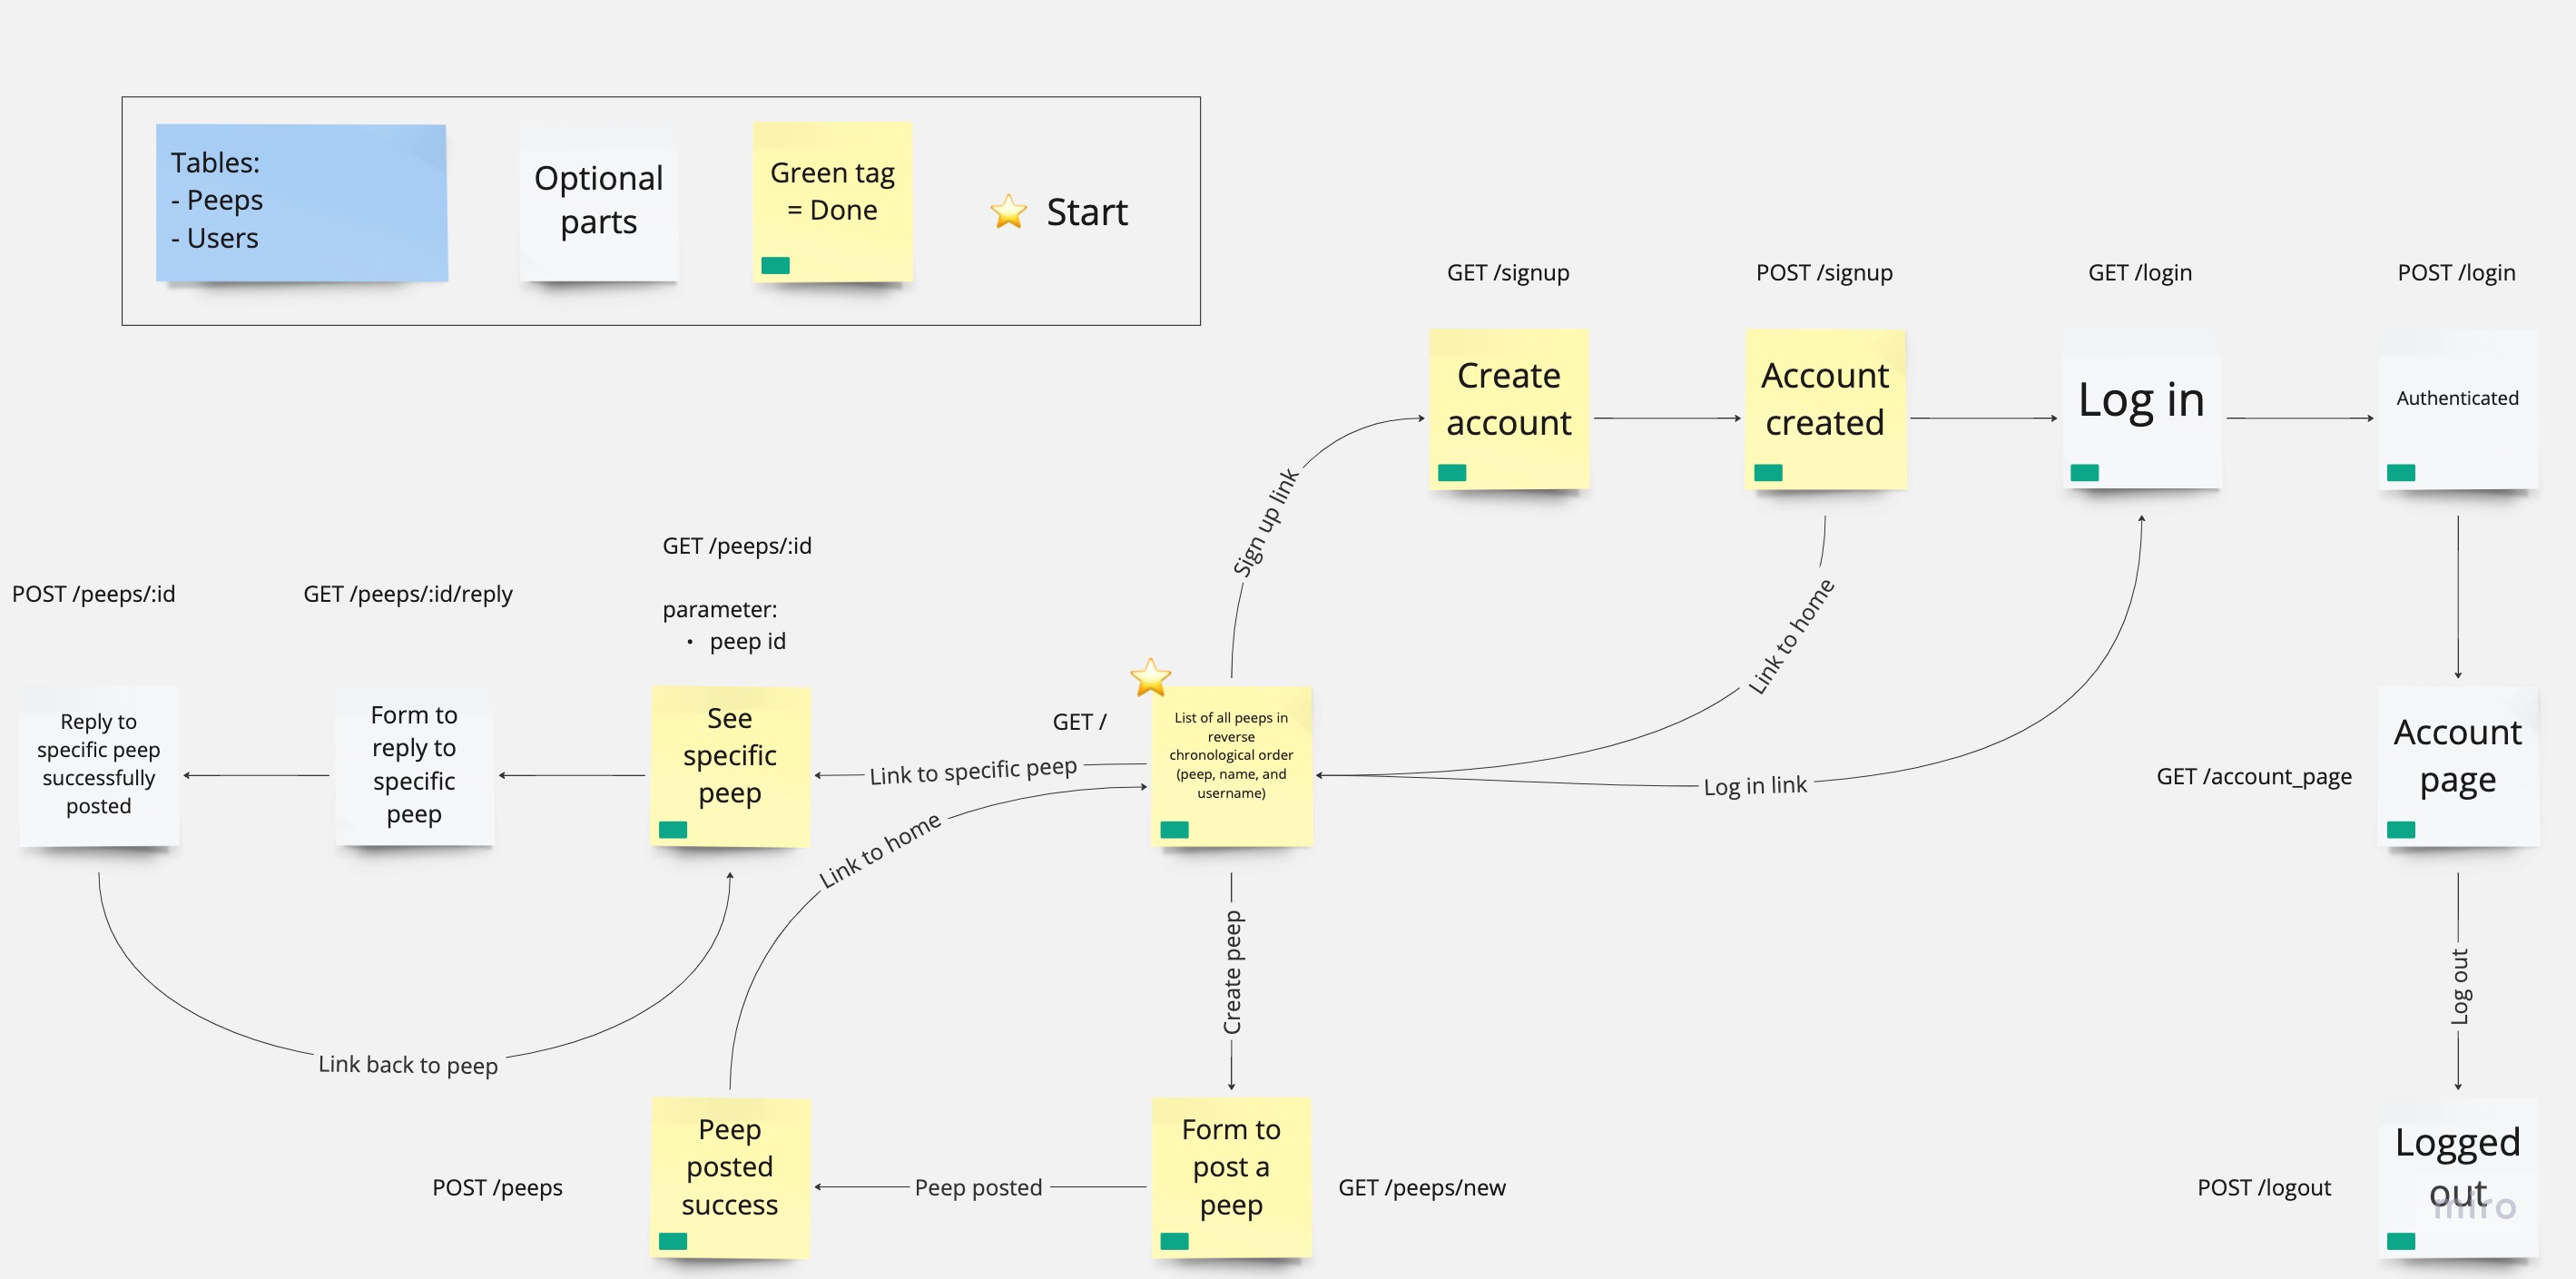 Tables:
- Peeps
- Users
Optional
parts
Green tag
= Done
Start
GET /signup
POST /signup
GET /login
POST /login
Create
account
Account
created
Log in
Authenticated
Sign up link
Link to home
Log in link
GET /peeps/:id
parameter:
• peep id
POST /peeps/:id
GET /peeps/:id/reply
Reply to
specific peep
successfully
posted
Form to
reply to
specific
peep
See
specific
peep
Link to specific peep
GET /
List of all peeps in
reverse
chronological order
(peep, name, and
username)
GET /account_page
Account
page
Link to home
Create peep
Log out
Link back to peep
POST /peeps
Peep
posted
success
Peep posted
Form to
post a
peep
GET /peeps/new
POST /logout
Logged
out
miro